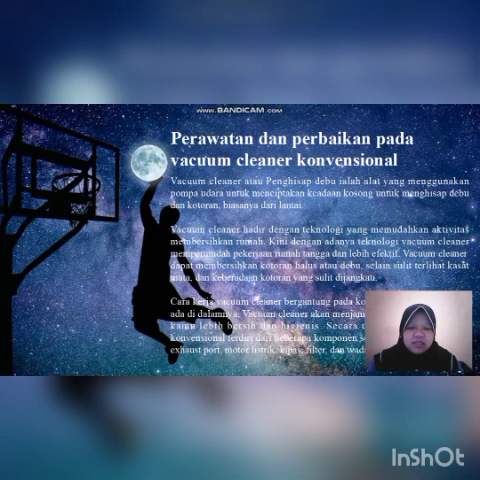 www.BANDICAM.com
Perawatan dan perbaikan pada
vacuum cleaner konvensional
Vacuum cleaner atau Penghisap debu ialah alat yang menggunakan
pompa udara untuk menciptakan keadaan kosong untuk menghisap debu
dan kotoran, biasanya dari lantai.
Vacuum cleaner hadir dengan teknologi yang memudahkan aktivitas
membersihkan rumah. Kini dengan adanya teknologi vacuum cleaner
mempermudah pekerjaan rumah tangga dan lebih efektif. Vacuum cleaner
dapat membersihkan kotoran halus atau debu, selain sulit terlihat kasat
mata, dan keberadaan kotoran yang sulit dijangkau.
Cara kerja vacuum cleaner bergantung pada
ada di dalamnya. Vacuum cleaner akan
kamu lebih bersih dan higienis. Secara
konvensional terdiri dari beberapa komponen
exhaust port, motor listrik, kipas, filter, dan
InShOt